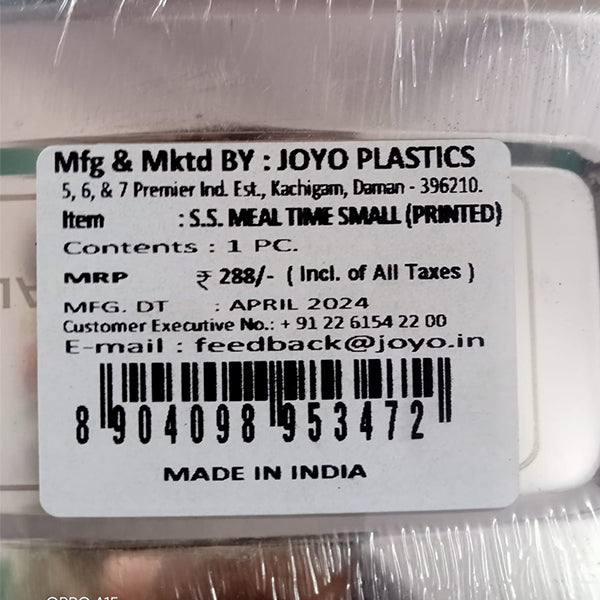 Mfg & Mktd BY : JOYO PLASTICS
5, 6, & 7 Premier Ind. Est., Kachigam, Daman - 396210.
Item : S.S. MEAL TIME SMALL (PRINTED)
Contents : 1 PC.
MRP ₹ 288/- ( Incl. of All Taxes )
MFG. DT : APRIL 2024
Customer Executive No.: + 91 22 6154 22 00
E-mail : feedback@joyo.in
8 904098 953472
MADE IN INDIA